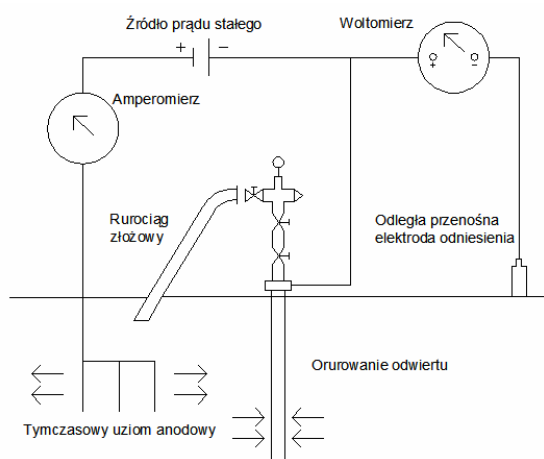 Źródło prądu stałego
Woltomierz
+ −
+ −
Amperomierz
Rurociąg
złożowy
Odległa przenośna
elektroda odniesienia
Orurowanie odwiertu
Tymczasowy uziom anodowy